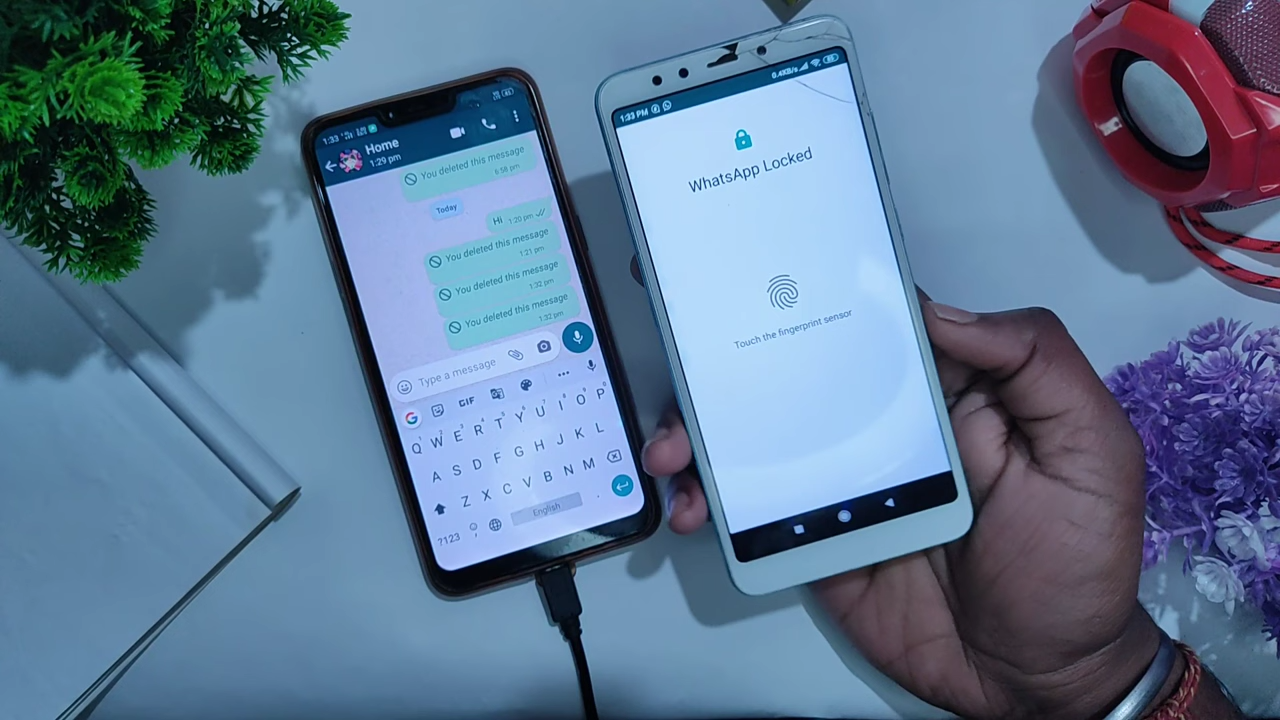 1:33
Home
1:29 pm
You deleted this message
6:58 pm
Today
Hi 1:20 pm
You deleted this message
1:21 pm
You deleted this message
1:32 pm
You deleted this message
1:32 pm
Type a message
GIF
Q W E R T Y U I O P
A S D F G H J K L
Z X C V B N M
?123 , English .
1:33 PM 0.4KB/s
WhatsApp Locked
Touch the fingerprint sensor